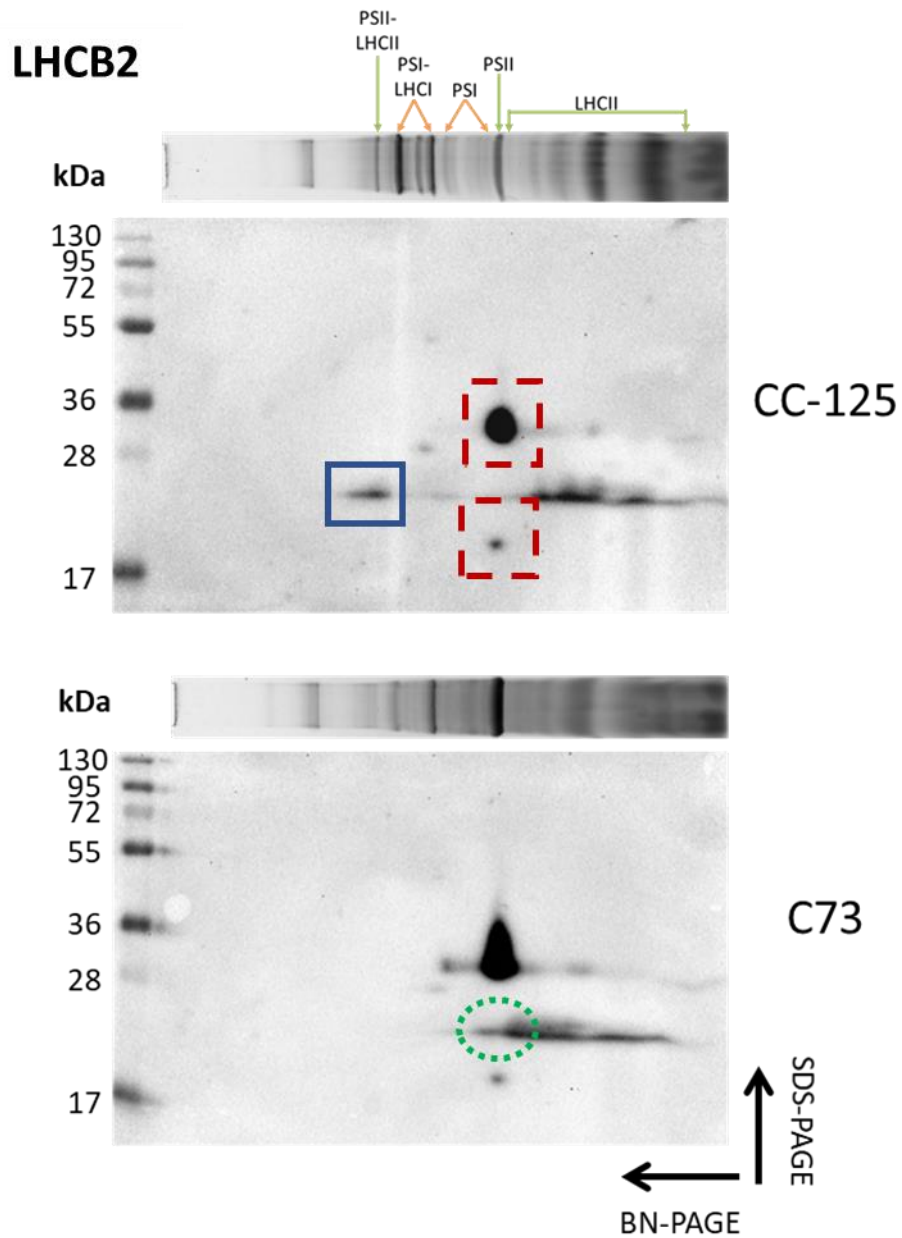 PSII-
LHCII
LHCB2
PSI-
LHCI
PSI
PSII
LHCII
kDa
130
95
72
55
36
28
17
CC-125
kDa
130
95
72
55
36
28
17
C73
SDS-PAGE
BN-PAGE